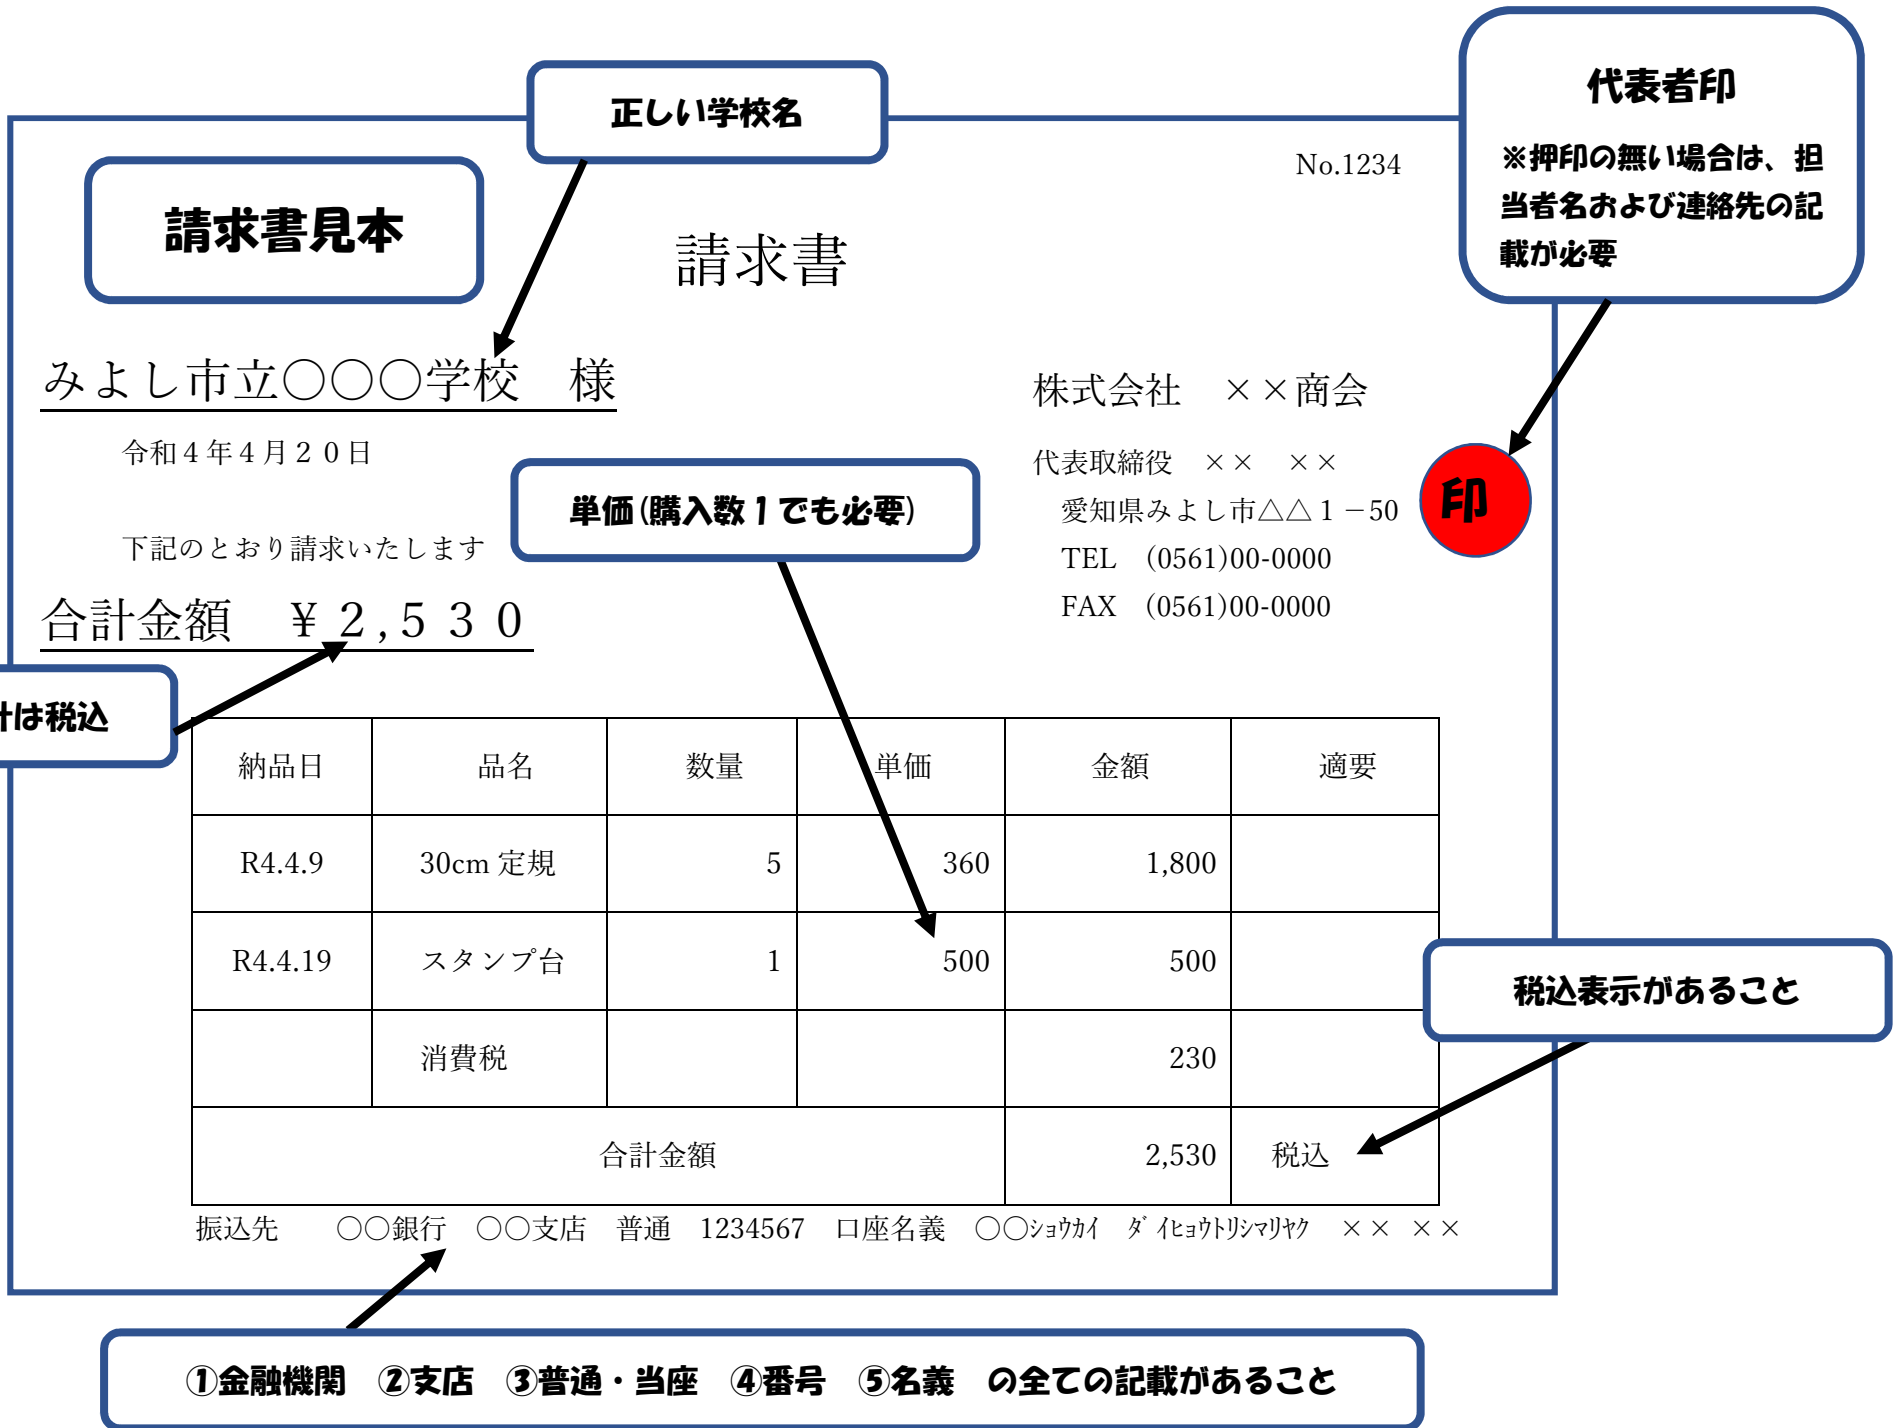 正しい学校名
代表者印
※押印の無い場合は、担
当者名および連絡先の記
載が必要
No.1234
請求書見本
請求書
みよし市立○○○学校　様
株式会社　××商会
令和４年４月２０日
代表取締役　××　××
単価(購入数１でも必要)
愛知県みよし市△△１－50
印
下記のとおり請求いたします
TEL　(0561)00-0000
FAX　(0561)00-0000
合計金額　￥２,５３０
計は税込
納品日　品名　数量　単価　金額　適要
R4.4.9　30cm 定規　5　360　1,800
R4.4.19　スタンプ台　1　500　500
税込表示があること
消費税　230
合計金額　2,530　税込
振込先　○○銀行　○○支店　普通　1234567　口座名義　○○ｼｮｳｶｲ　ﾀﾞｲﾋｮｳﾄﾘｼﾏﾘﾔｸ　××　××
①金融機関　②支店　③普通・当座　④番号　⑤名義　の全ての記載があること